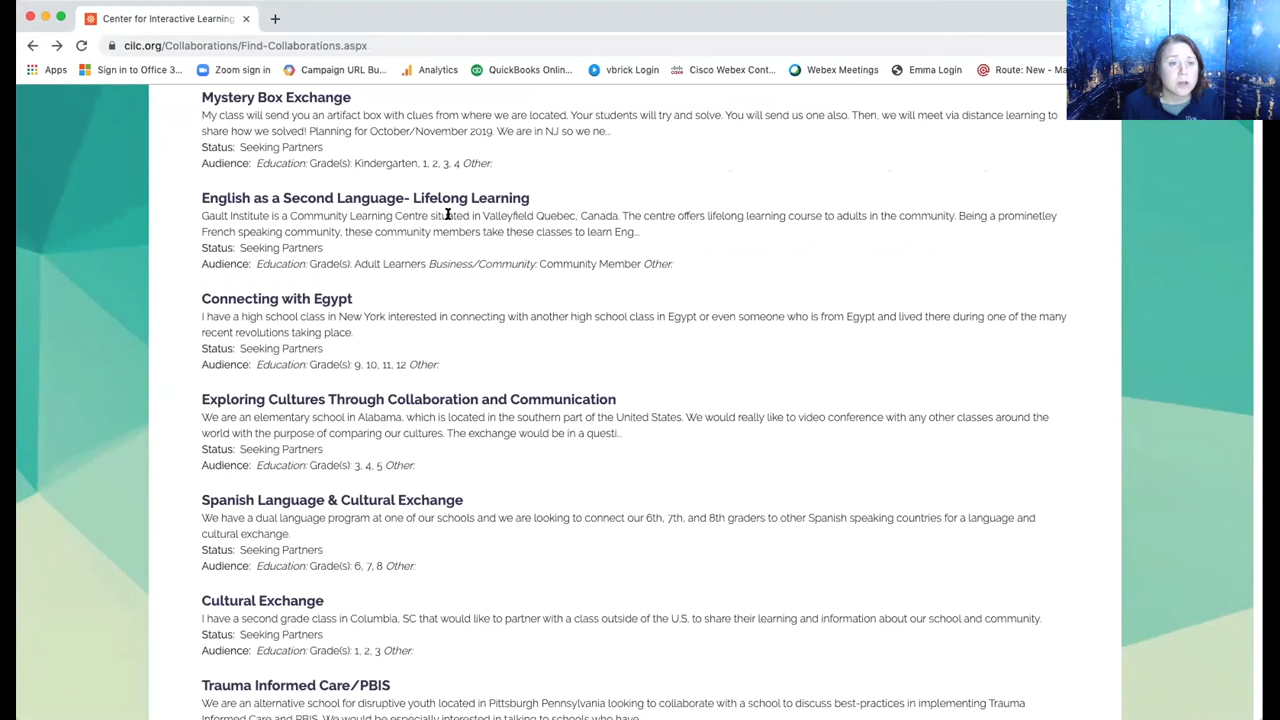 Center for Interactive Learning
cilc.org/Collaborations/Find-Collaborations.aspx
Apps Sign in to Office 3... Zoom sign in Campaign URL Bu... Analytics QuickBooks Onlin... vbrick Login Cisco Webex Cont... Webex Meetings Emma Login Route: New - Ma
Mystery Box Exchange
My class will send you an artifact box with clues from where we are located. Your students will try and solve. You will send us one also. Then, we will meet via distance learning to
share how we solved! Planning for October/November 2019. We are in NJ so we ne...
Status: Seeking Partners
Audience: Education: Grade(s): Kindergarten, 1, 2, 3, 4 Other:
English as a Second Language- Lifelong Learning
Gault Institute is a Community Learning Centre situated in Valleyfield Quebec, Canada. The centre offers lifelong learning course to adults in the community. Being a prominetley
French speaking community, these community members take these classes to learn Eng...
Status: Seeking Partners
Audience: Education: Grade(s): Adult Learners Business/Community: Community Member Other:
Connecting with Egypt
I have a high school class in New York interested in connecting with another high school class in Egypt or even someone who is from Egypt and lived there during one of the many
recent revolutions taking place.
Status: Seeking Partners
Audience: Education: Grade(s): 9, 10, 11, 12 Other:
Exploring Cultures Through Collaboration and Communication
We are an elementary school in Alabama, which is located in the southern part of the United States. We would really like to video conference with any other classes around the
world with the purpose of comparing our cultures. The exchange would be in a questi...
Status: Seeking Partners
Audience: Education: Grade(s): 3, 4, 5 Other:
Spanish Language & Cultural Exchange
We have a dual language program at one of our schools and we are looking to connect our 6th, 7th, and 8th graders to other Spanish speaking countries for a language and
cultural exchange.
Status: Seeking Partners
Audience: Education: Grade(s): 6, 7, 8 Other:
Cultural Exchange
I have a second grade class in Columbia, SC that would like to partner with a class outside of the U.S. to share their learning and information about our school and community.
Status: Seeking Partners
Audience: Education: Grade(s): 1, 2, 3 Other:
Trauma Informed Care/PBIS
We are an alternative school for disruptive youth located in Pittsburgh Pennsylvania looking to collaborate with a school to discuss best-practices in implementing Trauma
Informed Care and PBIS. We would be especially interested in talking to schools who have